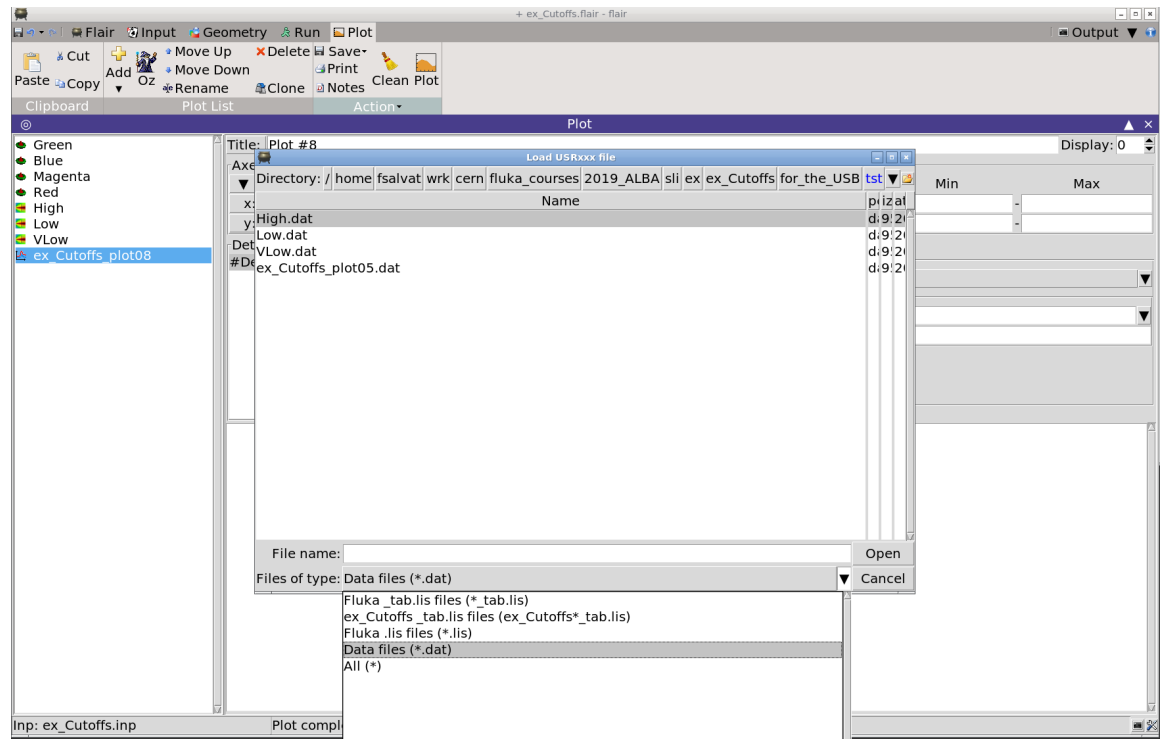 + ex_Cutoffs.flair - flair
Flair Input Geometry Run Plot Output
Paste Cut Copy
Add Oz Move Up Move Down Rename Delete Clone
Save Print Notes Clean Plot
Clipboard Plot List Action
Plot
Green
Blue
Magenta
Red
High
Low
VLow
ex_Cutoffs_plot08
Title: Plot #8 Display: 0
Axe
x:
y:
Det
#De
Min Max
-
-
Load USRxxx file
Directory: / home fsalvat wrk cern fluka_courses 2019_ALBA sli ex ex_Cutoffs for_the_USB tst
Name
High.dat
Low.dat
VLow.dat
ex_Cutoffs_plot05.dat
File name: Open
Files of type: Data files (*.dat) Cancel
Fluka _tab.lis files (*_tab.lis)
ex_Cutoffs _tab.lis files (ex_Cutoffs*_tab.lis)
Fluka .lis files (*.lis)
Data files (*.dat)
All (*)
Inp: ex_Cutoffs.inp Plot compl